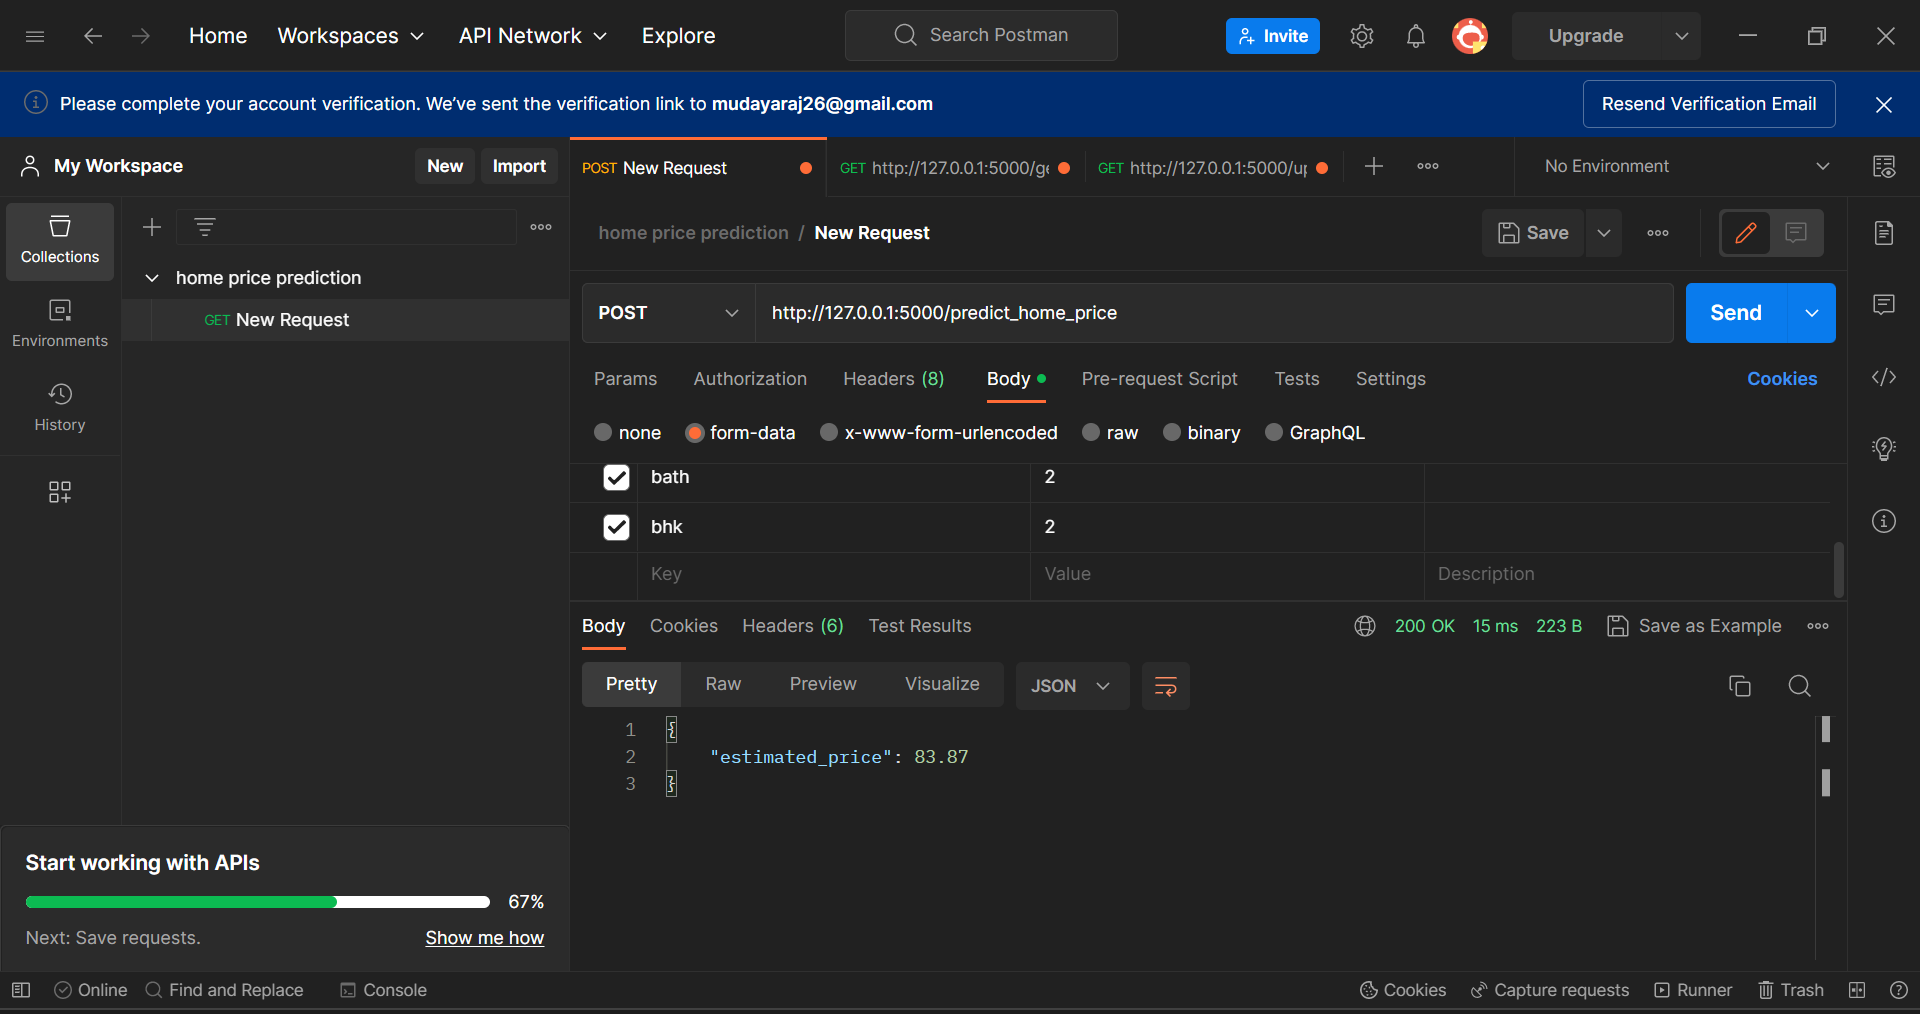 Home Workspaces API Network Explore Search Postman Invite Upgrade
Please complete your account verification. We've sent the verification link to mudayaraj26@gmail.com Resend Verification Email
My Workspace New Import
POST New Request GET http://127.0.0.1:5000/ge GET http://127.0.0.1:5000/up No Environment
Collections
Environments
History
home price prediction
GET New Request
home price prediction / New Request Save
POST http://127.0.0.1:5000/predict_home_price Send
Params Authorization Headers (8) Body Pre-request Script Tests Settings Cookies
none form-data x-www-form-urlencoded raw binary GraphQL
bath 2
bhk 2
Key Value Description
Body Cookies Headers (6) Test Results 200 OK 15 ms 223 B Save as Example
Pretty Raw Preview Visualize JSON
1 {
2 "estimated_price": 83.87
3 }
Start working with APIs
67%
Next: Save requests. Show me how
Online Find and Replace Console Cookies Capture requests Runner Trash